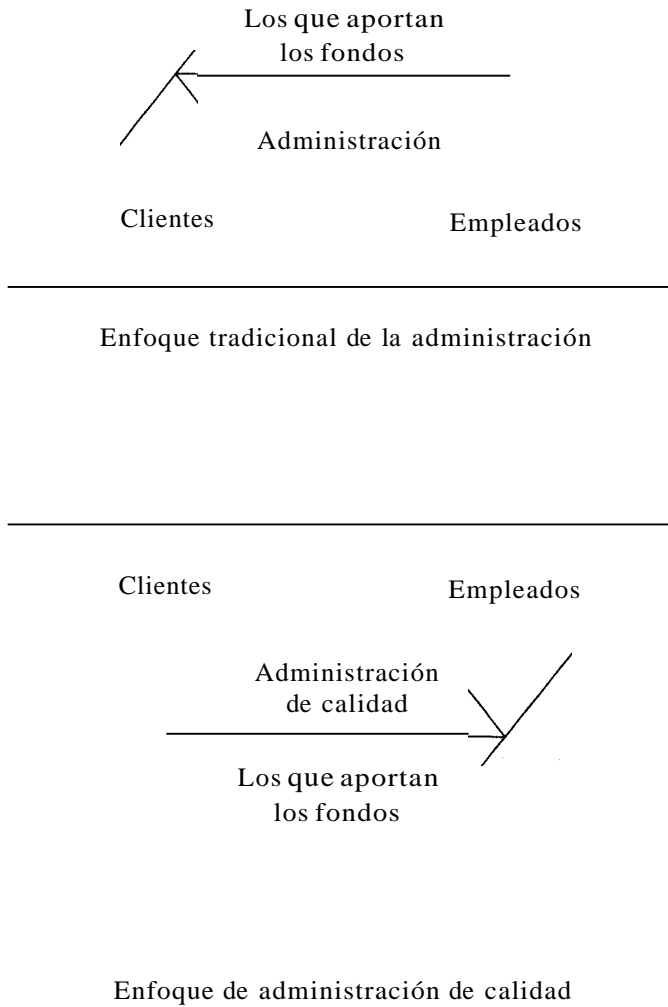 Los que aportan
los fondos
Administración
Clientes
Empleados
Enfoque tradicional de la administración
Clientes
Empleados
Administración
de calidad
Los que aportan
los fondos
Enfoque de administración de calidad